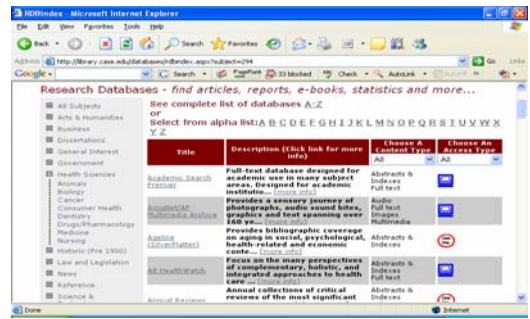 RDBIndex - Microsoft Internet Explorer
File Edit View Favorites Tools Help
Back Search Favorites
Address http://library.case.edu/databases/rdbindex.aspx?subject=294 Go Links
Google Search PageRank 33 blocked Check AutoLink
Research Databases - find articles, reports, e-books, statistics and more...
All Subjects
Arts & Humanities
Business
Dissertations
General Interest
Government
Health Sciences
Animals
Biology
Cancer
Consumer Health
Dentistry
Drugs/Pharmacology
Medicine
Nursing
Historic (Pre 1900)
Law and Legislation
News
Reference
Science &
See complete list of databases A-Z
or
Select from alpha list:A B C D E F G H I J K L M N O P Q R S T U V W X
Y Z
Title Description (Click link for more info) Choose A Content Type Choose An Access Type
All All
Academic Search Premier
Full-text database designed for
academic use in many subject
areas. Designed for academic
institutio... [more info]
Abstracts &
Indexes
Full text
AccuNet/AP
Multimedia Archive
Provides a sensory journey of
photographs, audio sound bites,
graphics and text spanning over
160 ye... [more info]
Audio
Full text
Images
Multimedia
Ageline
(SilverPlatter)
Provides bibliographic coverage
on aging in social, psychological,
health-related and economic
conte... [more info]
Abstracts &
Indexes
Alt HealthWatch
Focus on the many perspectives
of complementary, holistic, and
integrated approaches to health
care ... [more info]
Abstracts &
Indexes
Full text
Annual Reviews
Annual collections of critical
reviews of the most significant
Abstracts &
Indexes
Done Internet